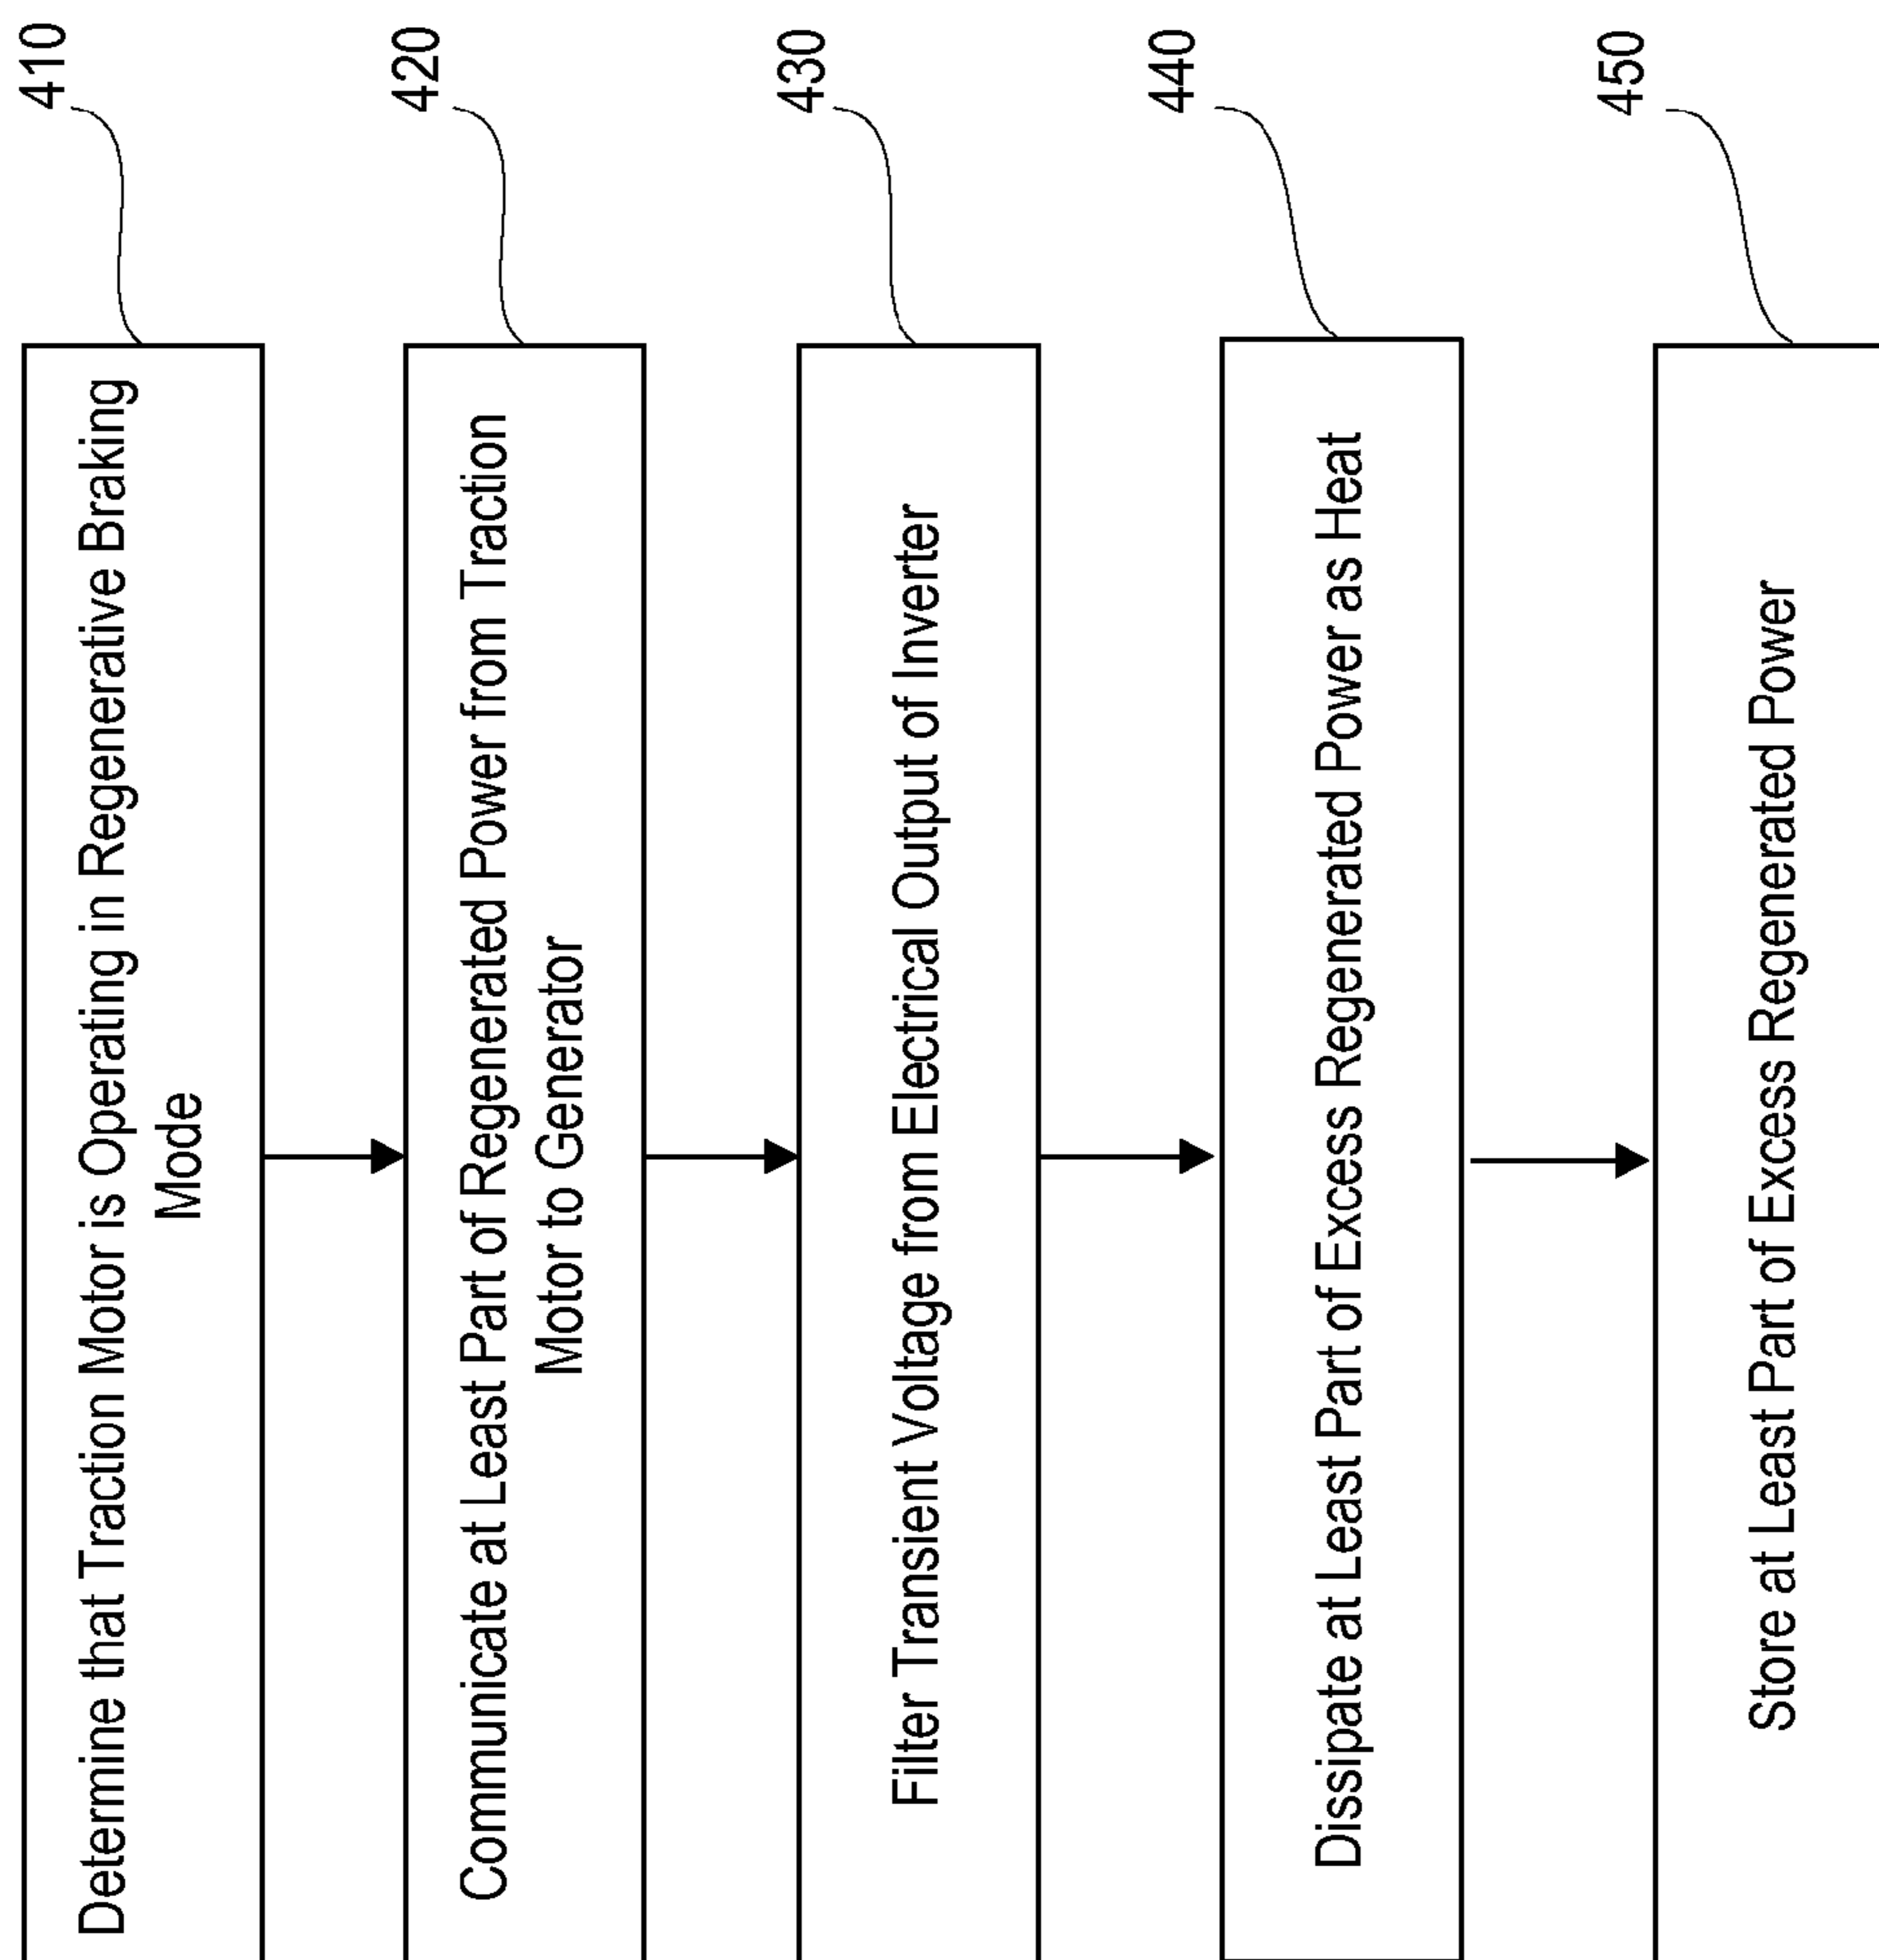 410
Determine that Traction Motor is Operating in Regenerative Braking
Mode
420
Communicate at Least Part of Regenerated Power from Traction
Motor to Generator
430
Filter Transient Voltage from Electrical Output of Inverter
440
Dissipate at Least Part of Excess Regenerated Power as Heat
450
Store at Least Part of Excess Regenerated Power